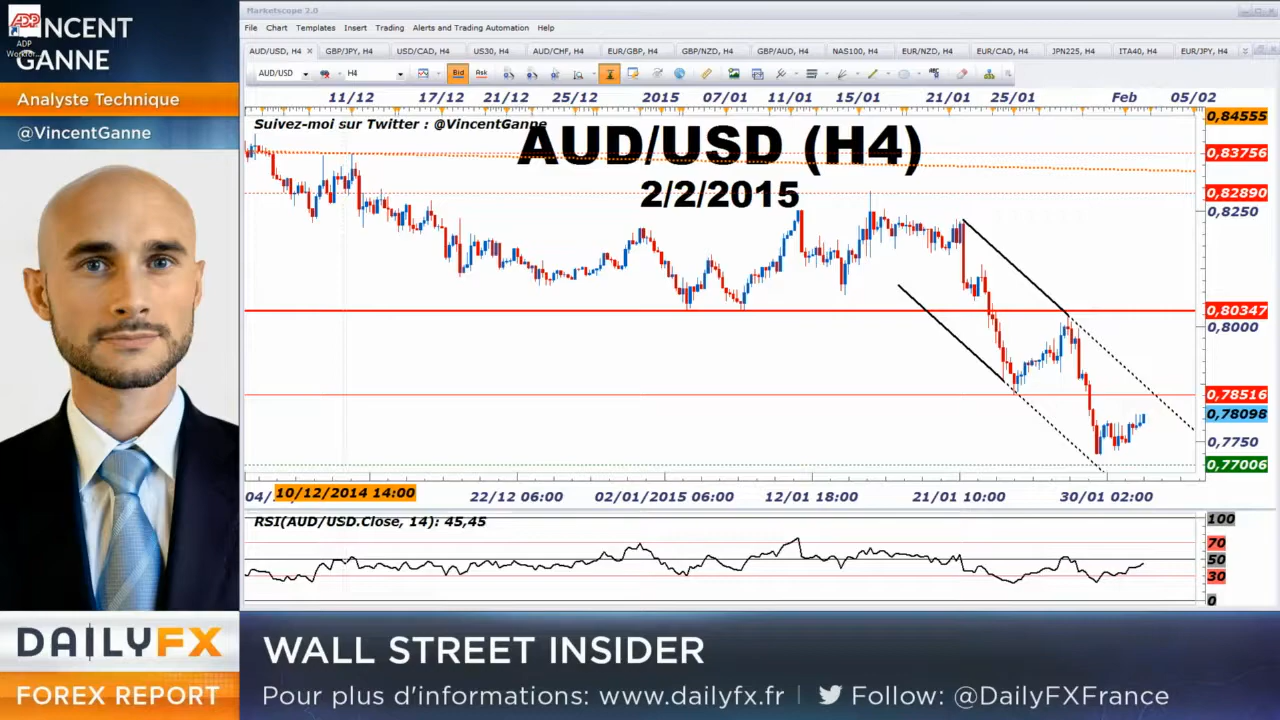 INCENT
GANNE
Analyste Technique
@VincentGanne
ADP
Marketscope 2.0
File Chart Templates Insert Trading Alerts and Trading Automation Help
AUD/USD, H4 GBP/JPY, H4 USD/CAD, H4 US30, H4 AUD/CHF, H4 EUR/GBP, H4 GBP/NZD, H4 GBP/AUD, H4 NAS100, H4 EUR/NZD, H4 EUR/CAD, H4 JPN225, H4 ITA40, H4 EUR/JPY, H4
AUD/USD H4 Bid Ask
11/12 17/12 21/12 25/12 2015 07/01 11/01 15/01 21/01 25/01 Feb 05/02
Suivez-moi sur Twitter : @VincentGanne
AUD/USD (H4)
2/2/2015
0,84555
0,83756
0,82890
0,8250
0,80347
0,8000
0,78516
0,78098
0,7750
0,77006
04/ 10/12/2014 14:00 22/12 06:00 02/01/2015 06:00 12/01 18:00 21/01 10:00 30/01 02:00
RSI(AUD/USD.Close, 14): 45,45
100
70
50
30
0
DAILYFX
FOREX REPORT
WALL STREET INSIDER
Pour plus d'informations: www.dailyfx.fr | Follow: @DailyFXFrance